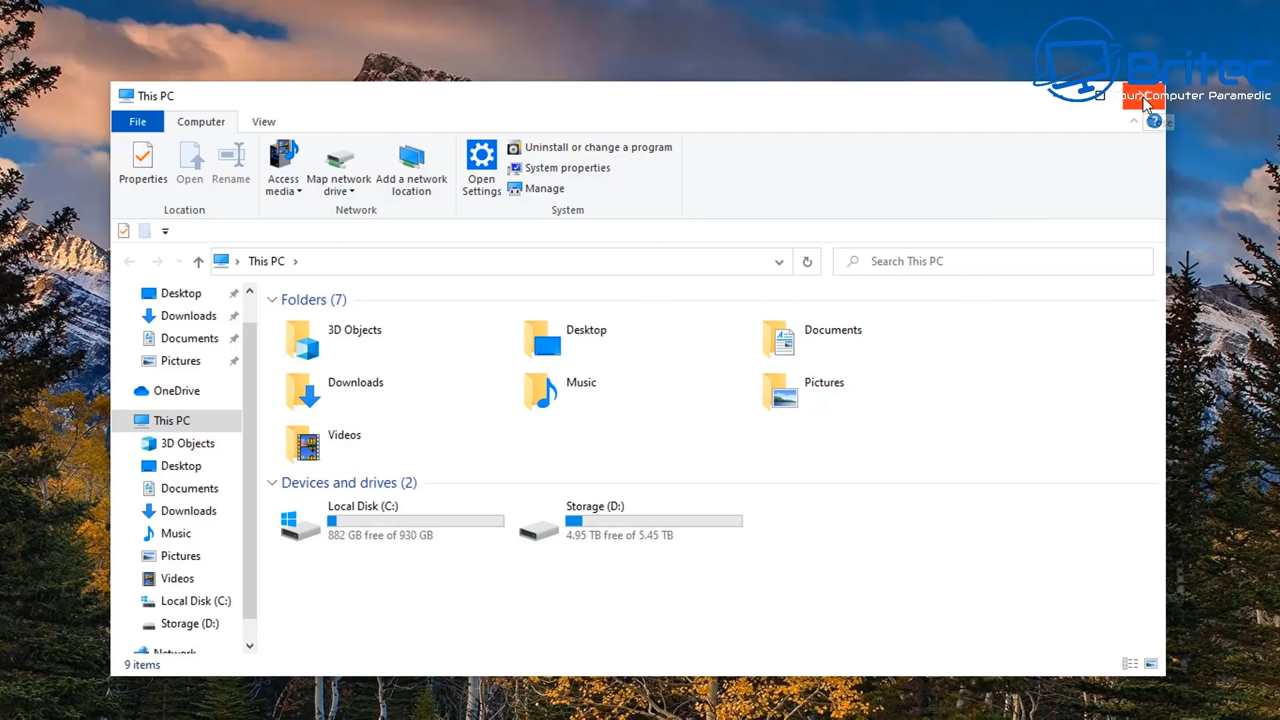 Britec
This PC
our Computer Paramedic
File
Computer
View
Properties
Open
Rename
Access media
Map network drive
Add a network location
Open Settings
Uninstall or change a program
System properties
Manage
Location
Network
System
This PC
Search This PC
Desktop
Downloads
Documents
Pictures
OneDrive
This PC
3D Objects
Desktop
Documents
Downloads
Music
Pictures
Videos
Local Disk (C:)
Storage (D:)
Network
Folders (7)
3D Objects
Desktop
Documents
Downloads
Music
Pictures
Videos
Devices and drives (2)
Local Disk (C:)
882 GB free of 930 GB
Storage (D:)
4.95 TB free of 5.45 TB
9 items